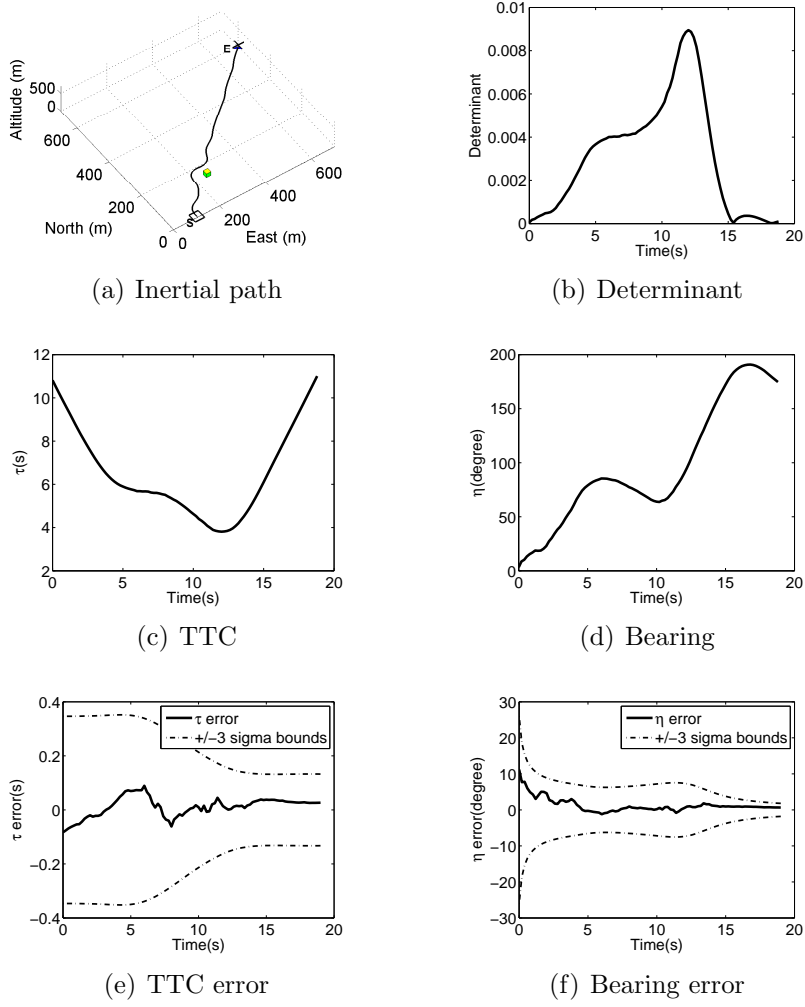 500
0
Altitude (m)
600
400
200
0
North (m)
0
200
400
600
East (m)
E
S
(a) Inertial path
0.01
0.008
0.006
0.004
0.002
0
Determinant
0 5 10 15 20
Time(s)
(b) Determinant
12
10
8
6
4
2
τ(s)
0 5 10 15 20
Time(s)
(c) TTC
200
150
100
50
0
η(degree)
0 5 10 15 20
Time(s)
(d) Bearing
0.4
0.2
0
−0.2
−0.4
τ error(s)
τ error
+/−3 sigma bounds
0 5 10 15 20
Time(s)
(e) TTC error
30
20
10
0
−10
−20
−30
η error(degree)
η error
+/−3 sigma bounds
0 5 10 15 20
Time(s)
(f) Bearing error